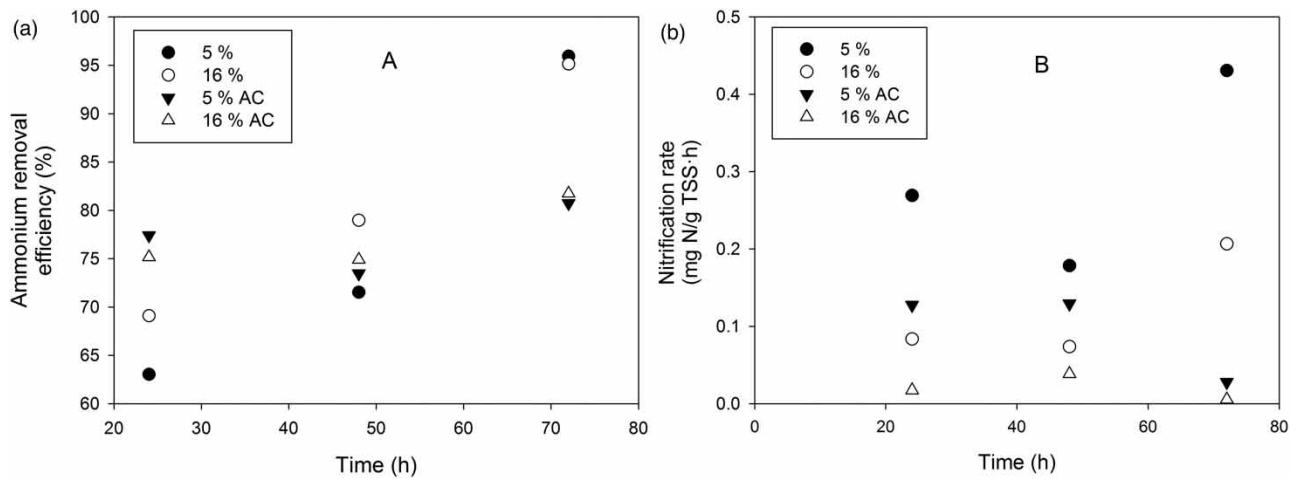 (a)
100
95
90
85
80
75
70
65
60
Ammonium removal
efficiency (%)
5 %
16 %
5 % AC
16 % AC
A
20
30
40
50
60
70
80
Time (h)
(b)
0.5
0.4
0.3
0.2
0.1
0.0
Nitrification rate
(mg N/g TSS·h)
5 %
16 %
5 % AC
16 % AC
B
0
20
40
60
80
Time (h)